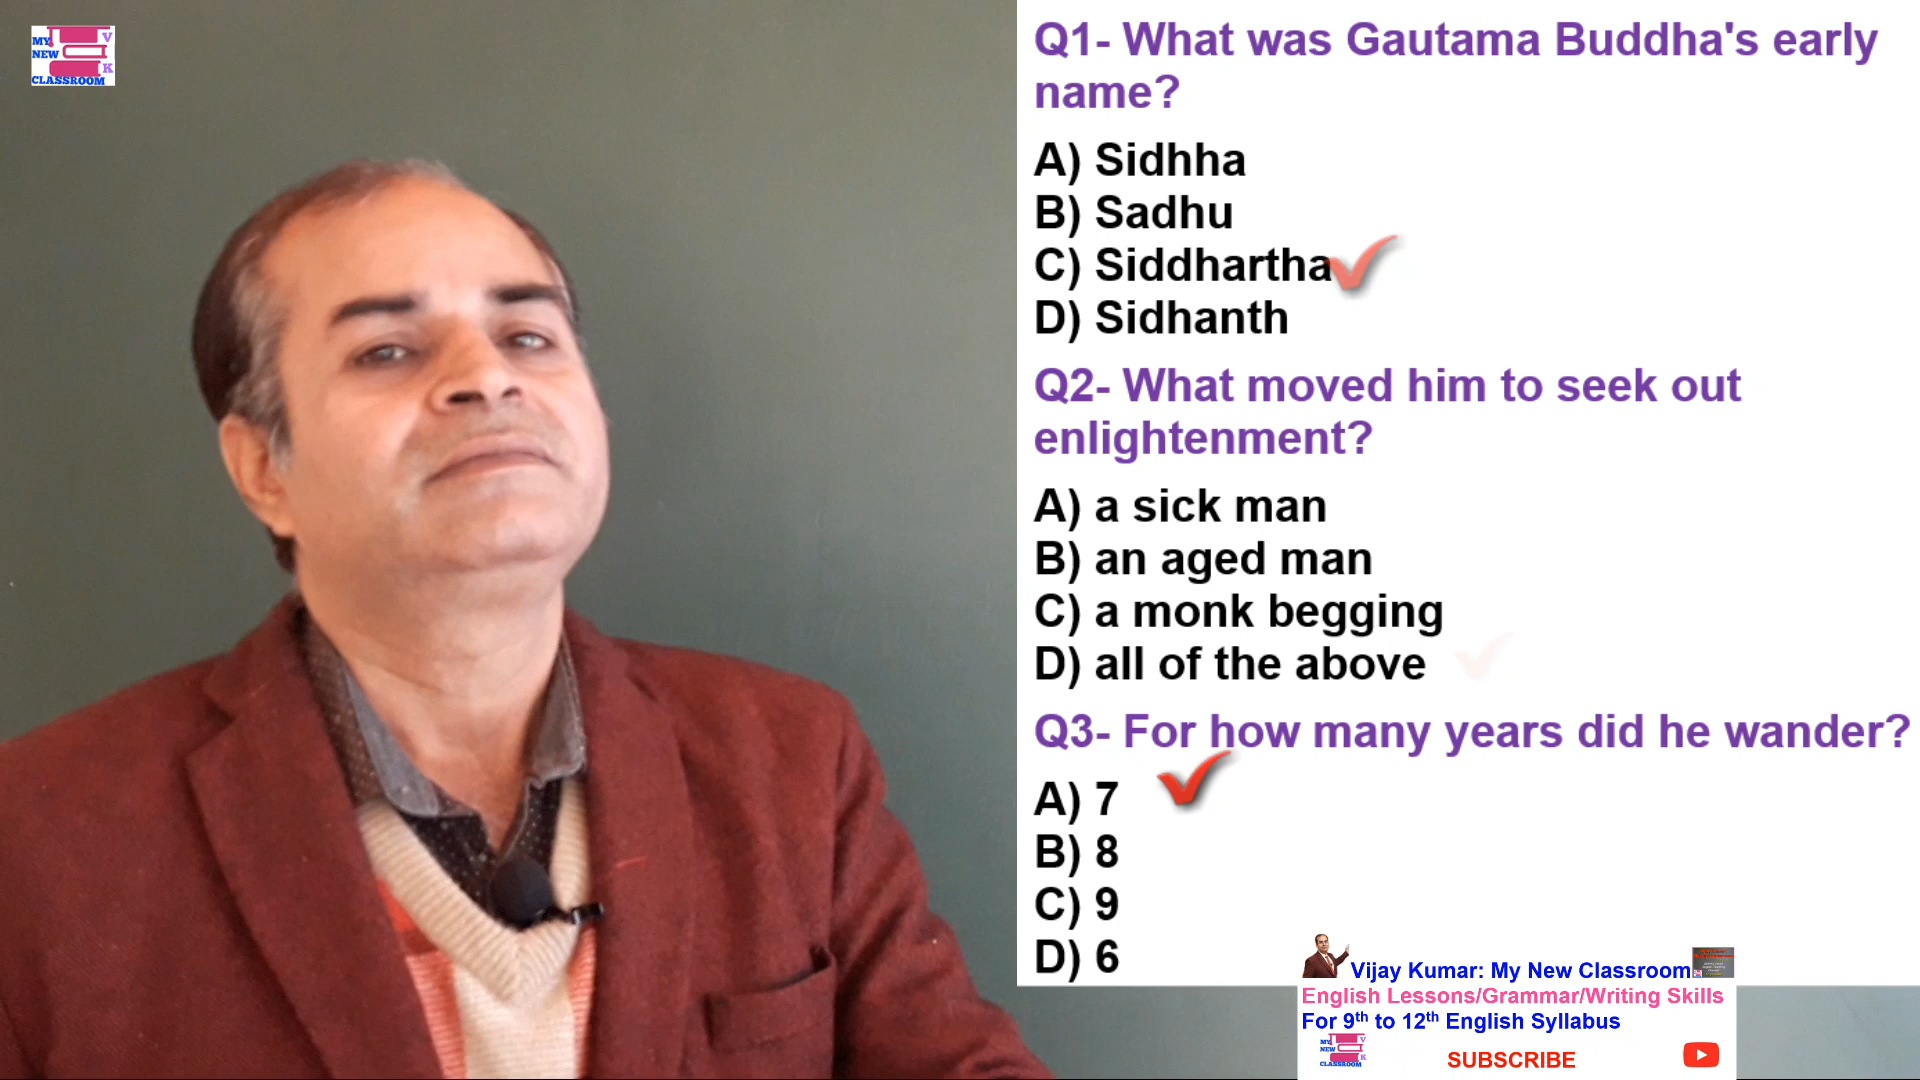 MY
NEW
CLASSROOM
V
K
Q1- What was Gautama Buddha's early
name?
A) Sidhha
B) Sadhu
C) Siddhartha
D) Sidhanth
Q2- What moved him to seek out
enlightenment?
A) a sick man
B) an aged man
C) a monk begging
D) all of the above
Q3- For how many years did he wander?
A) 7
B) 8
C) 9
D) 6
Vijay Kumar: My New Classroom
English Lessons/Grammar/Writing Skills
For 9th to 12th English Syllabus
MY
NEW
CLASSROOM
V
K
SUBSCRIBE